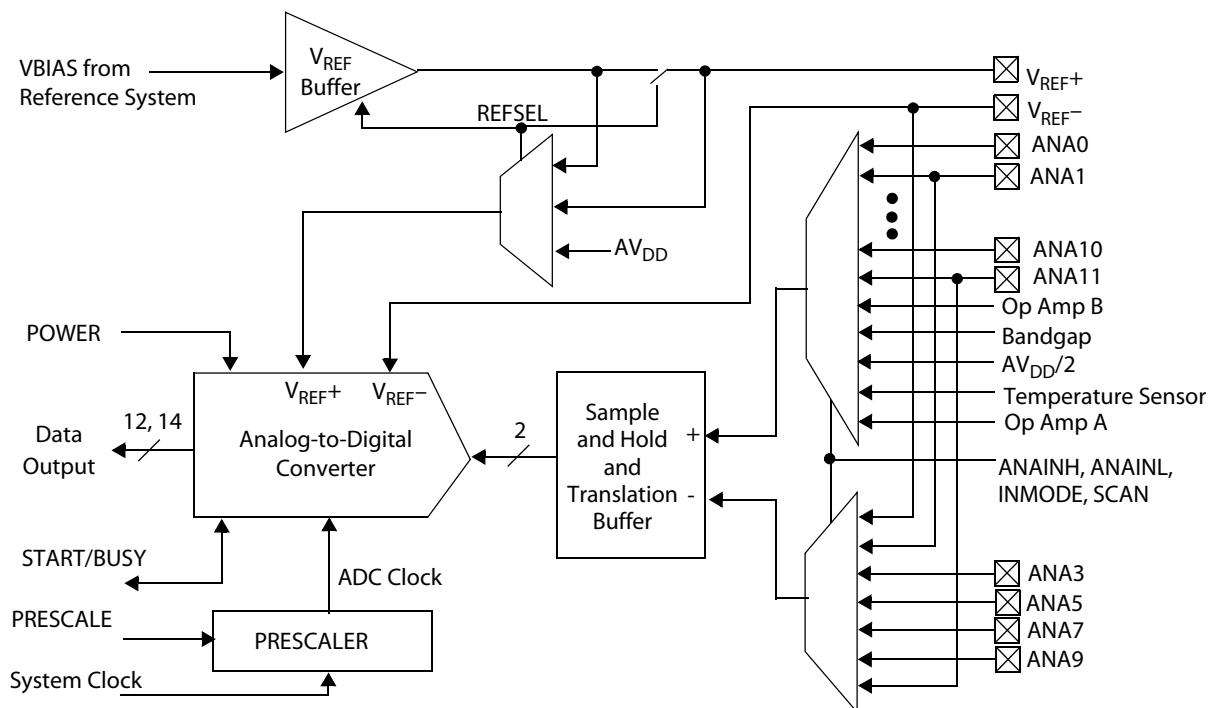 VBIAS from
Reference System
VREF
Buffer
REFSEL
AVDD
VREF+
VREF−
ANA0
ANA1
ANA10
ANA11
Op Amp B
Bandgap
AVDD/2
Temperature Sensor
Op Amp A
ANAINH, ANAINL,
INMODE, SCAN
ANA3
ANA5
ANA7
ANA9
POWER
VREF+ VREF−
Analog-to-Digital
Converter
12, 14
Data
Output
2
Sample
and Hold
and
Translation
Buffer
+
-
START/BUSY
ADC Clock
PRESCALE
PRESCALER
System Clock